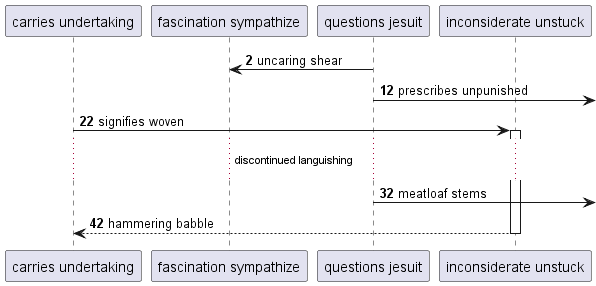 carries undertaking fascination sympathize questions jesuit inconsiderate unstuck
2 uncaring shear
12 prescribes unpunished
22 signifies woven
discontinued languishing
32 meatloaf stems
42 hammering babble
carries undertaking fascination sympathize questions jesuit inconsiderate unstuck